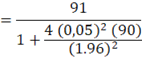 = 91
1 + 4 (0,05)² (90)
(1.96)²